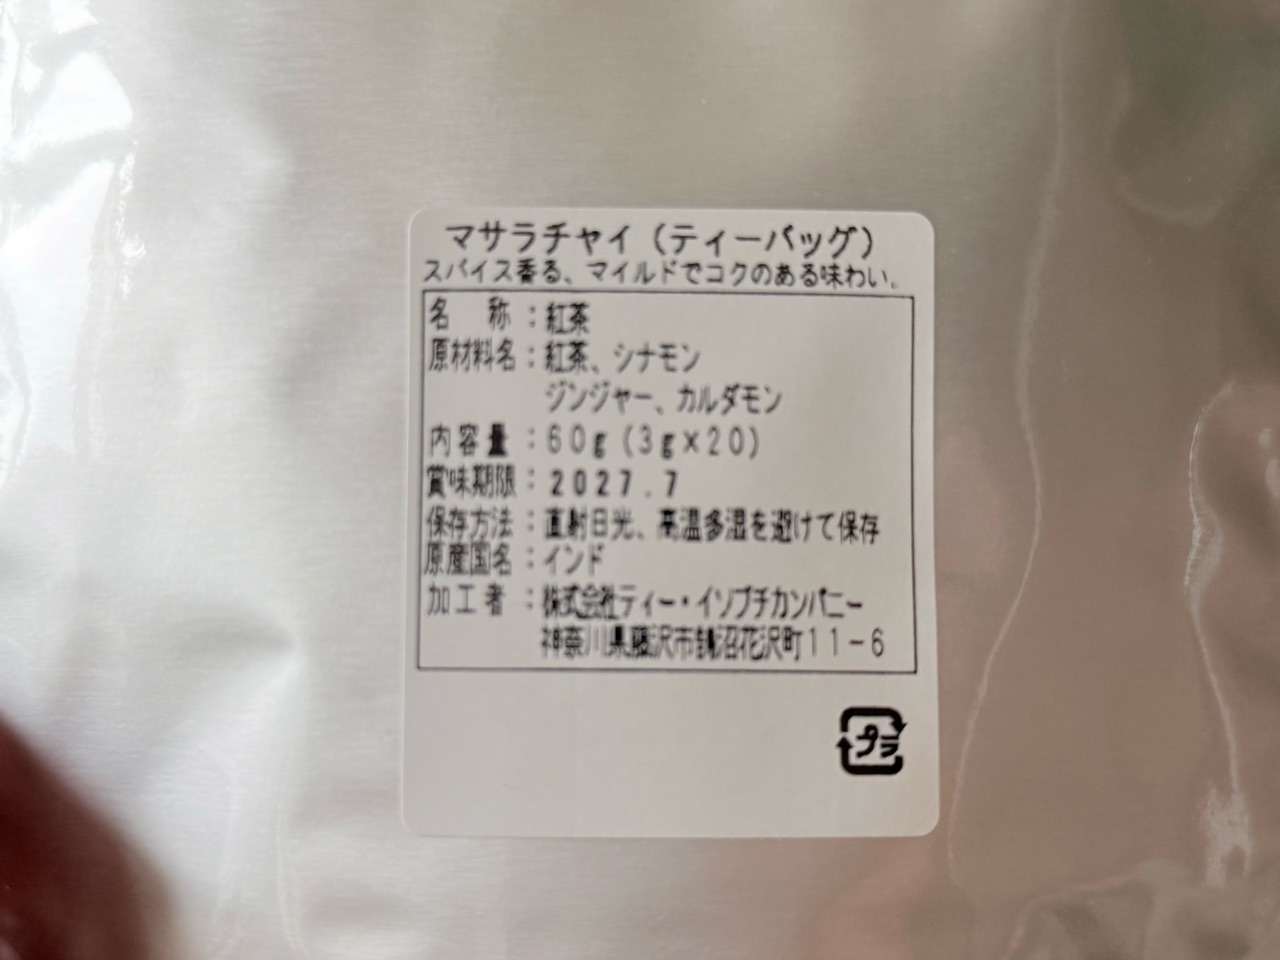 マサラチャイ（ティーバッグ）
スパイス香る、マイルドでコクのある味わい。
名　称：紅茶
原材料名：紅茶、シナモン
ジンジャー、カルダモン
内容量：60g（3g×20）
賞味期限：2027.7
保存方法：直射日光、高温多湿を避けて保存
原産国名：インド
加工者：株式会社ティー・イソブチカンパニー
神奈川県藤沢市鵠沼花沢町11－6
プラ